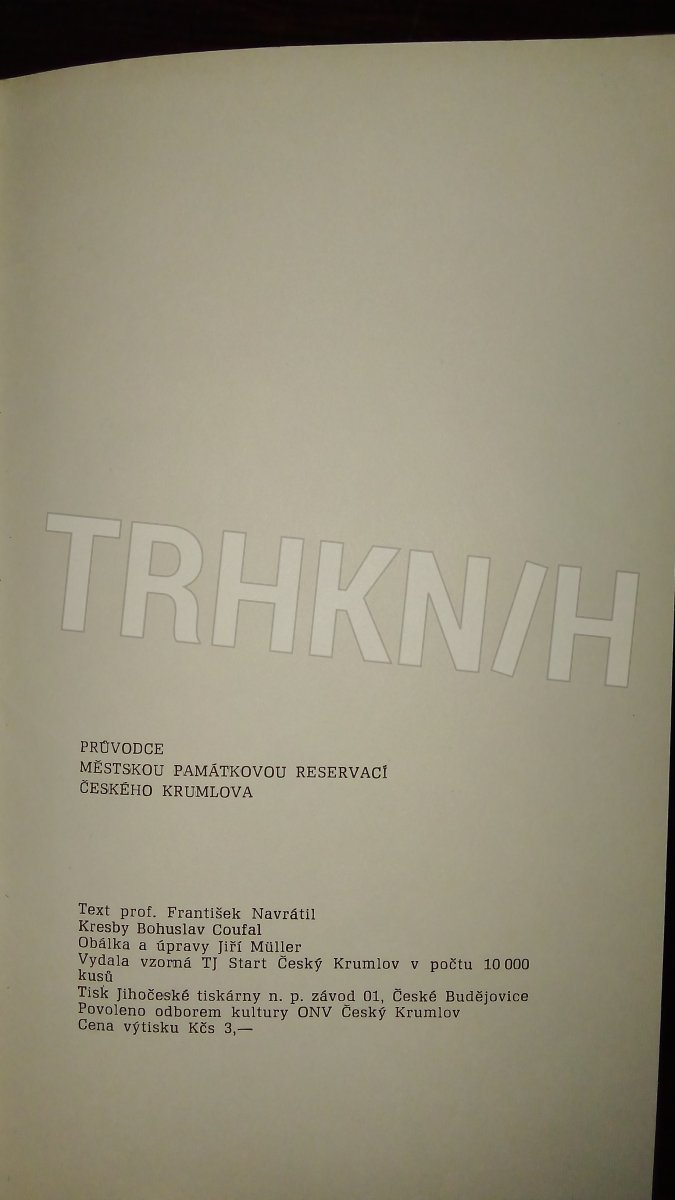 TRHKN/H
PRŮVODCE
MĚSTSKOU PAMÁTKOVOU RESERVACÍ
ČESKÉHO KRUMLOVA
Text prof. František Navrátil
Kresby Bohuslav Coufal
Obálka a úpravy Jiří Müller
Vydala vzorná TJ Start Český Krumlov v počtu 10 000
kusů
Tisk Jihočeské tiskárny n. p. závod 01, České Budějovice
Povoleno odborem kultury ONV Český Krumlov
Cena výtisku Kčs 3,—